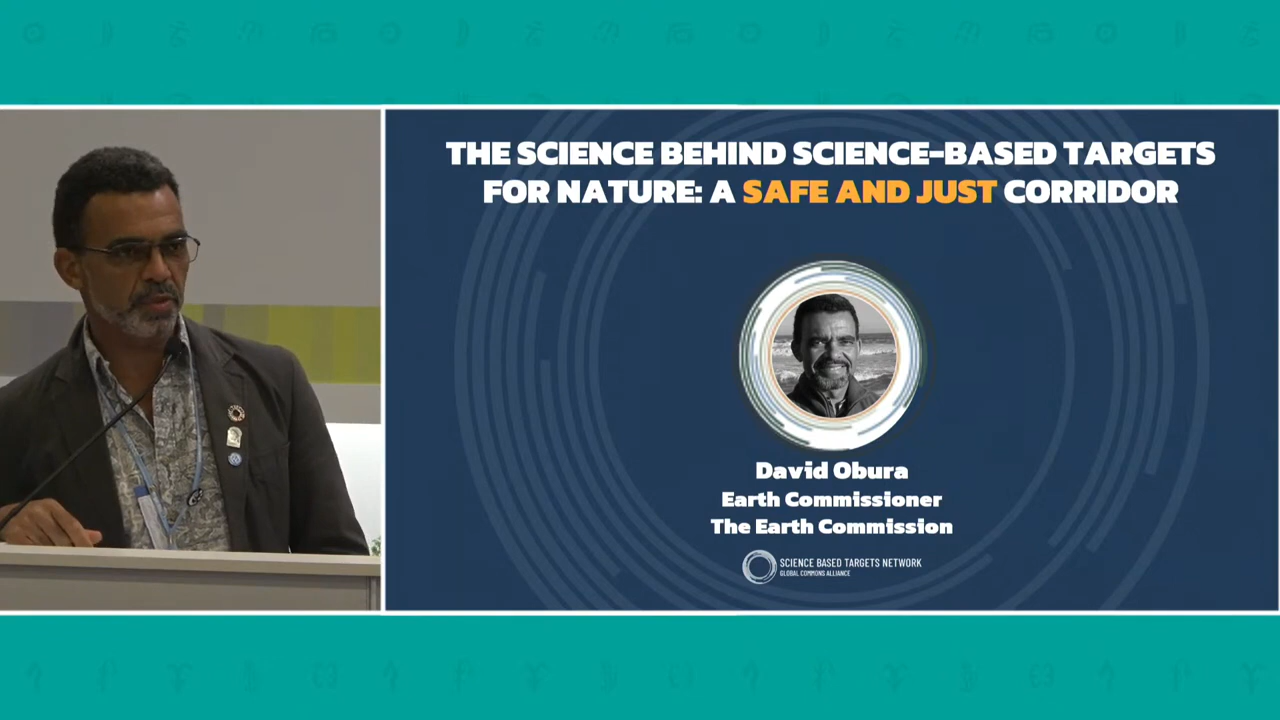 THE SCIENCE BEHIND SCIENCE-BASED TARGETS
FOR NATURE: A SAFE AND JUST CORRIDOR
David Obura
Earth Commissioner
The Earth Commission
SCIENCE BASED TARGETS NETWORK
GLOBAL COMMONS ALLIANCE